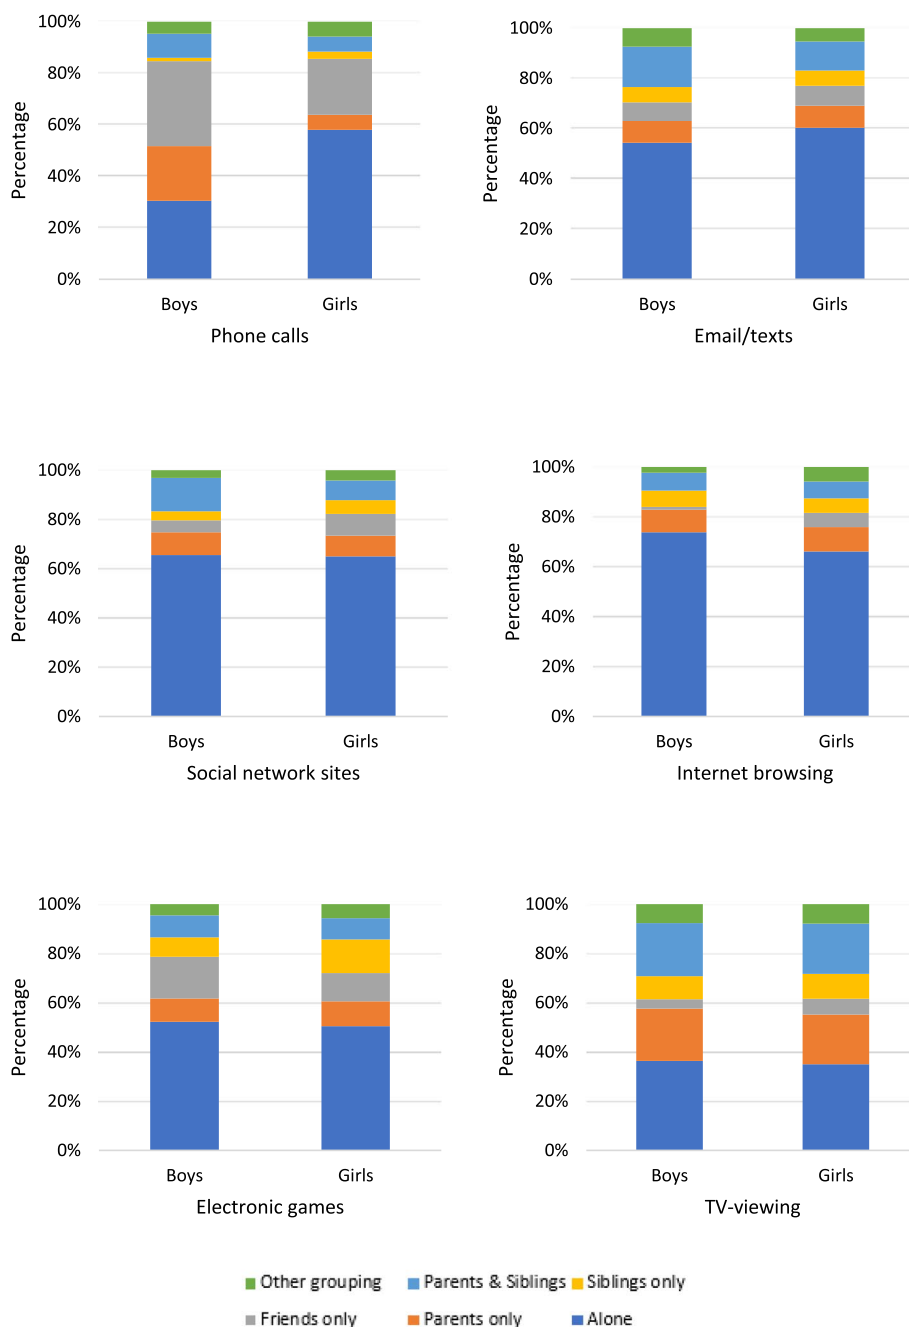 100%
80%
60%
40%
20%
0%
Percentage
Boys
Girls
Phone calls
100%
80%
60%
40%
20%
0%
Percentage
Boys
Girls
Email/texts
100%
80%
60%
40%
20%
0%
Percentage
Boys
Girls
Social network sites
100%
80%
60%
40%
20%
0%
Percentage
Boys
Girls
Internet browsing
100%
80%
60%
40%
20%
0%
Percentage
Boys
Girls
Electronic games
100%
80%
60%
40%
20%
0%
Percentage
Boys
Girls
TV-viewing
Other grouping Parents & Siblings Siblings only
Friends only Parents only Alone